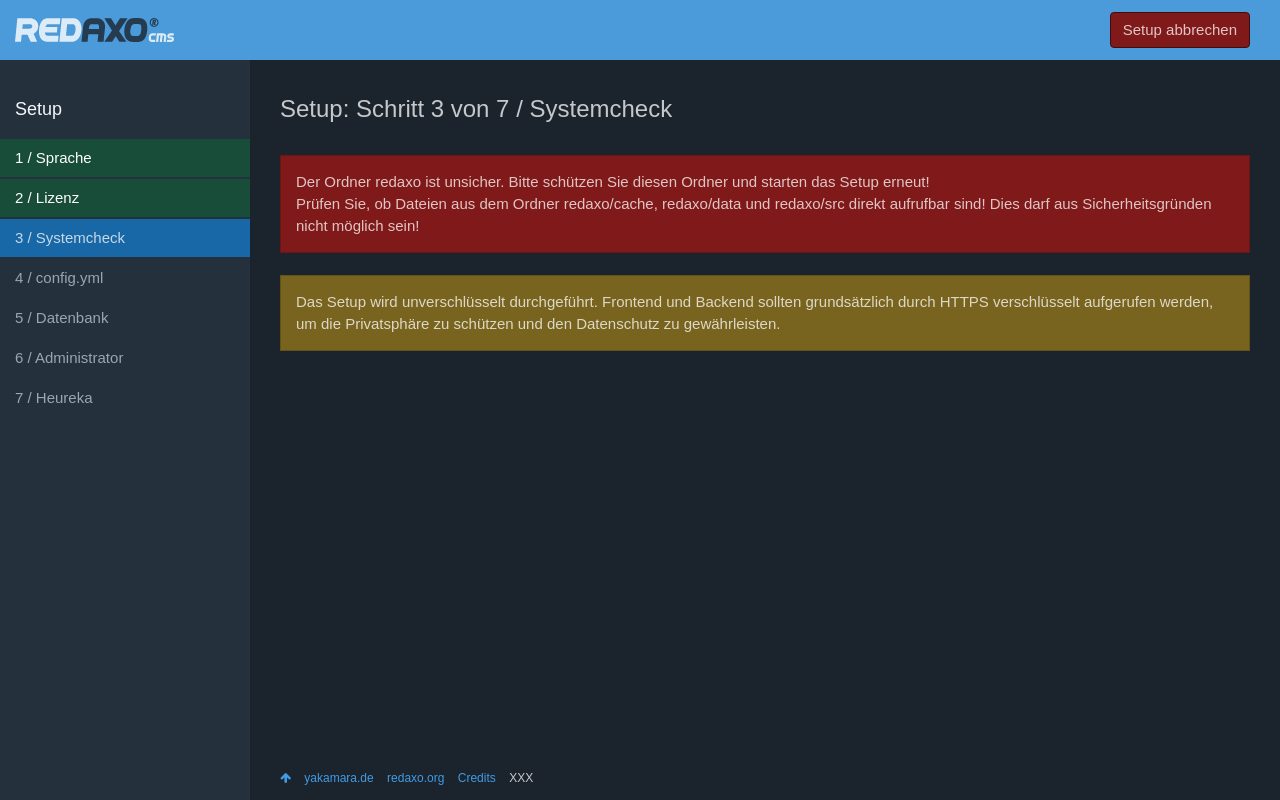 REDAXO® cms
Setup abbrechen
Setup
1 / Sprache
2 / Lizenz
3 / Systemcheck
4 / config.yml
5 / Datenbank
6 / Administrator
7 / Heureka
Setup: Schritt 3 von 7 / Systemcheck
Der Ordner redaxo ist unsicher. Bitte schützen Sie diesen Ordner und starten das Setup erneut!
Prüfen Sie, ob Dateien aus dem Ordner redaxo/cache, redaxo/data und redaxo/src direkt aufrufbar sind! Dies darf aus Sicherheitsgründen
nicht möglich sein!
Das Setup wird unverschlüsselt durchgeführt. Frontend und Backend sollten grundsätzlich durch HTTPS verschlüsselt aufgerufen werden,
um die Privatsphäre zu schützen und den Datenschutz zu gewährleisten.
yakamara.de redaxo.org Credits XXX